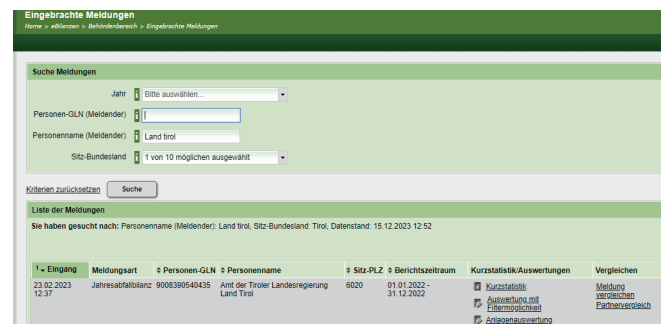 Eingebrachte Meldungen
Home > eBilanzen > Behördenbereich > Eingebrachte Meldungen
Suche Meldungen
Jahr i Bitte auswählen...
Personen-GLN (Meldender) i
Personenname (Meldender) i Land tirol
Sitz-Bundesland i 1 von 10 möglichen ausgewählt
Kriterien zurücksetzen Suche
Liste der Meldungen
Sie haben gesucht nach: Personenname (Meldender): Land tirol, Sitz-Bundesland: Tirol, Datenstand: 15.12.2023 12:52
1 Eingang Meldungsart Personen-GLN Personenname Sitz-PLZ Berichtszeitraum Kurzstatistik/Auswertungen Vergleichen
23.02.2023 Jahresabfallbilanz 9008390540435 Amt der Tiroler Landesregierung 6020 01.01.2022 - Kurzstatistik Meldung
12:37 Land Tirol 31.12.2022 Auswertung mit vergleichen
Filtermöglichkeit Partnervergleich
Anlagenauswertung